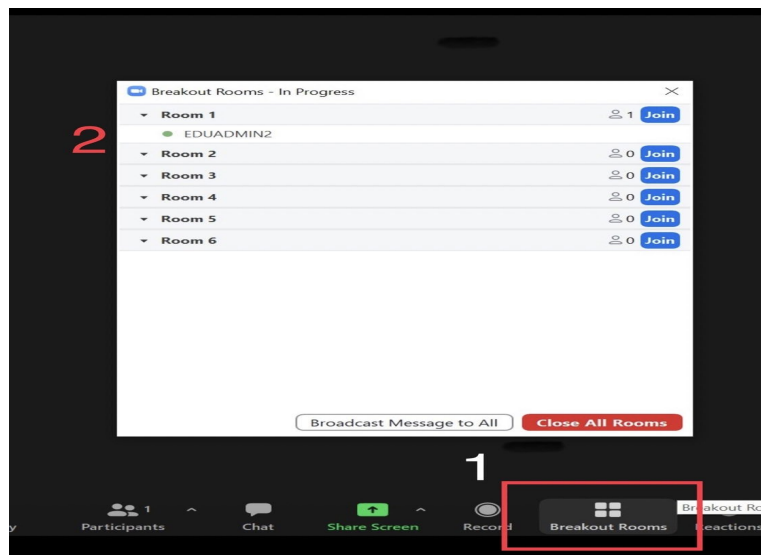 Breakout Rooms - In Progress
Room 1 1 Join
2
EDUADMIN2
Room 2 0 Join
Room 3 0 Join
Room 4 0 Join
Room 5 0 Join
Room 6 0 Join
Broadcast Message to All Close All Rooms
1
1
Participants Chat Share Screen Record Breakout Rooms Reactions